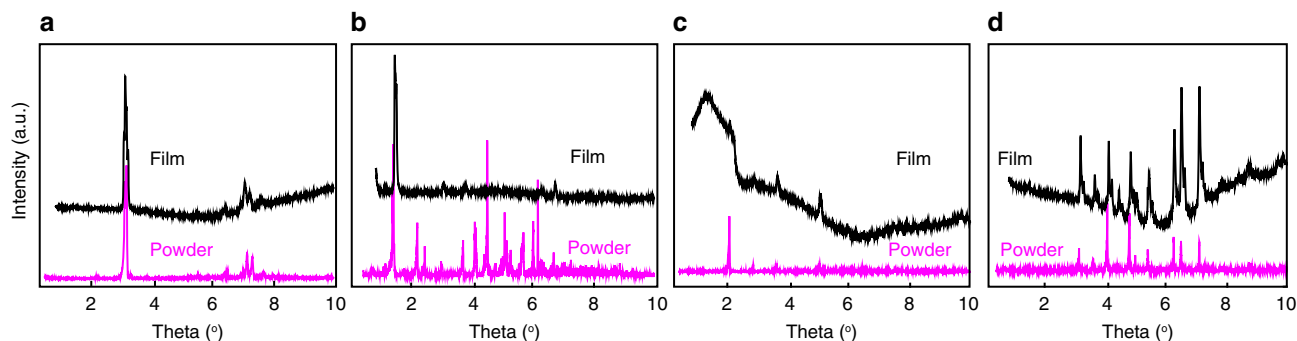 a b c d
Intensity (a.u.)
Film Film Film Film
Powder Powder Powder Powder
2 4 6 8 10 2 4 6 8 10 2 4 6 8 10 2 4 6 8 10
Theta (°) Theta (°) Theta (°) Theta (°)